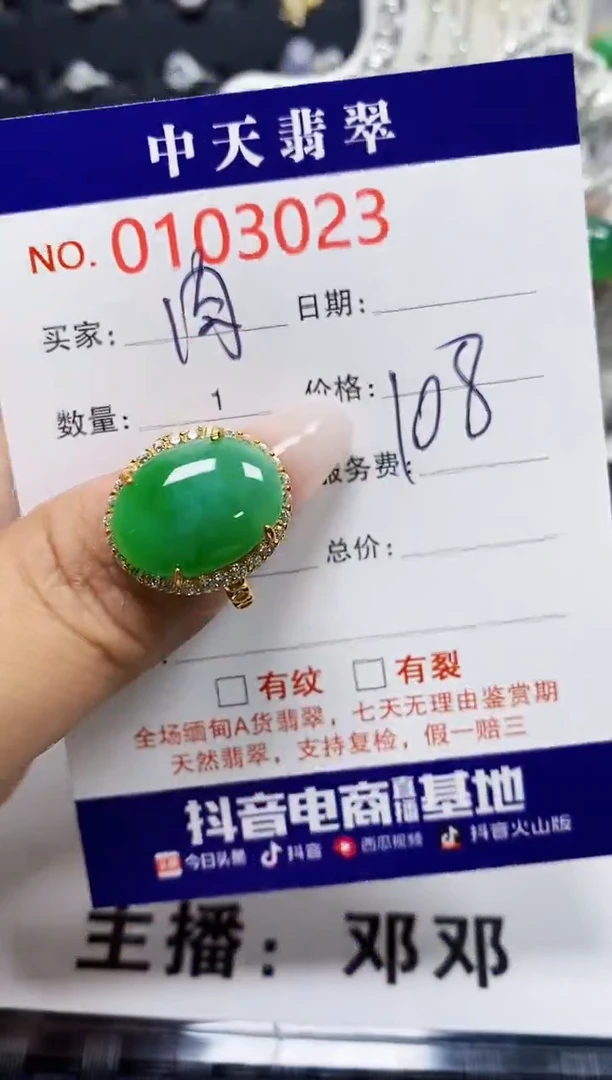 中天翡翠
NO. 0103023
买家: 肉 日期:
数量: 1 价格: 108
服务费:
总价:
有纹 有裂
全场缅甸A货翡翠，七天无理由鉴赏期
天然翡翠，支持复检，假一赔三
抖音电商直播基地
今日头条 抖音 西瓜视频 抖音火山版
主播: 邓邓